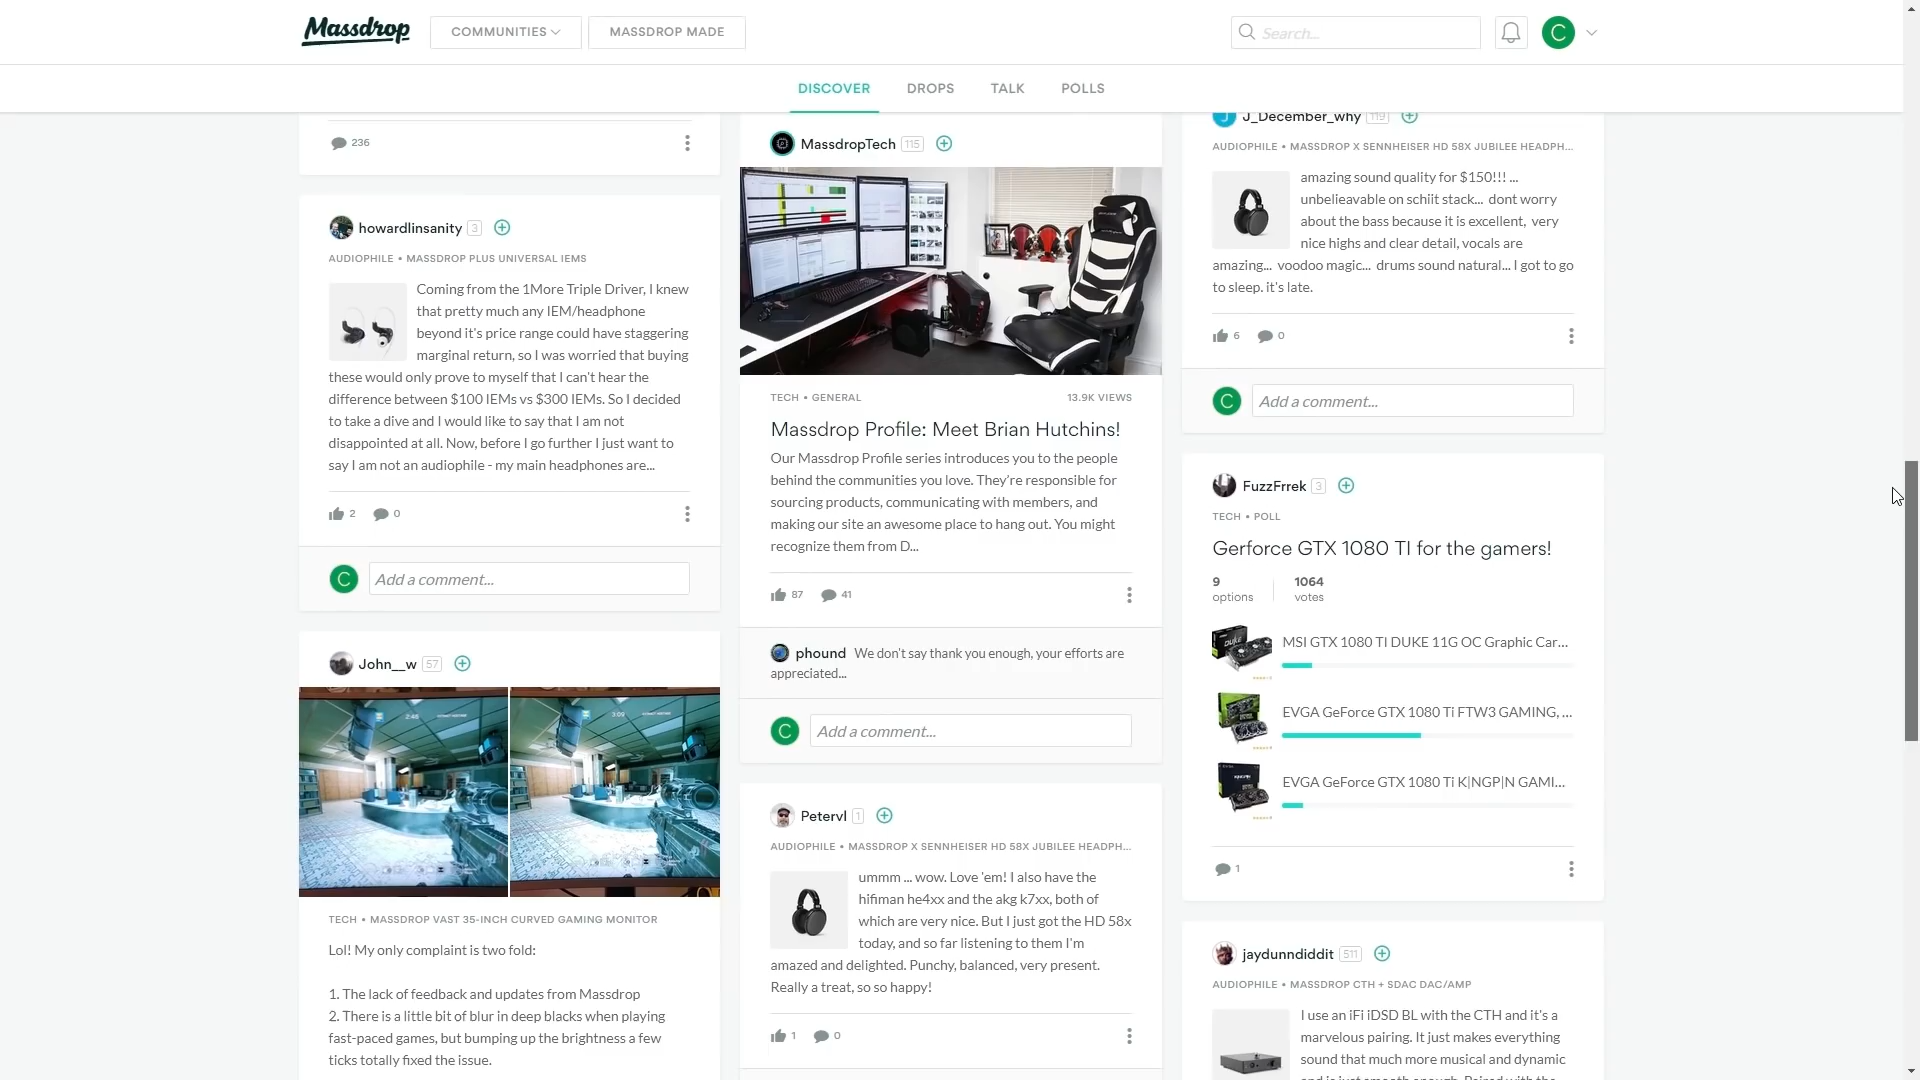 Massdrop
COMMUNITIES
MASSDROP MADE
Search...
C
DISCOVER
DROPS
TALK
POLLS
236
howardlinsanity 3
AUDIOPHILE • MASSDROP PLUS UNIVERSAL IEMS
Coming from the 1More Triple Driver, I knew
that pretty much any IEM/headphone
beyond it's price range could have staggering
marginal return, so I was worried that buying
these would only prove to myself that I can't hear the
difference between $100 IEMs vs $300 IEMs. So I decided
to take a dive and I would like to say that I am not
disappointed at all. Now, before I go further I just want to
say I am not an audiophile - my main headphones are...
2 0
C Add a comment...
John__w 57
2:46
3:09
TECH • MASSDROP VAST 35-INCH CURVED GAMING MONITOR
Lol! My only complaint is two fold:
1. The lack of feedback and updates from Massdrop
2. There is a little bit of blur in deep blacks when playing
fast-paced games, but bumping up the brightness a few
ticks totally fixed the issue.
MassdropTech 115
TECH • GENERAL
13.9K VIEWS
Massdrop Profile: Meet Brian Hutchins!
Our Massdrop Profile series introduces you to the people
behind the communities you love. They're responsible for
sourcing products, communicating with members, and
making our site an awesome place to hang out. You might
recognize them from D...
87 41
phound We don't say thank you enough, your efforts are
appreciated...
C Add a comment...
Petervl 1
AUDIOPHILE • MASSDROP X SENNHEISER HD 58X JUBILEE HEADPH...
ummm ... wow. Love 'em! I also have the
hifiman he4xx and the akg k7xx, both of
which are very nice. But I just got the HD 58x
today, and so far listening to them I'm
amazed and delighted. Punchy, balanced, very present.
Really a treat, so so happy!
1 0
J J_December_why 119
AUDIOPHILE • MASSDROP X SENNHEISER HD 58X JUBILEE HEADPH...
amazing sound quality for $150!!! ...
unbelieavable on schiit stack... dont worry
about the bass because it is excellent, very
nice highs and clear detail, vocals are
amazing... voodoo magic... drums sound natural... I got to go
to sleep. it's late.
6 0
C Add a comment...
FuzzFrrek 3
TECH • POLL
Gerforce GTX 1080 TI for the gamers!
9 1064
options votes
MSI GTX 1080 TI DUKE 11G OC Graphic Car...
EVGA GeForce GTX 1080 Ti FTW3 GAMING, ...
EVGA GeForce GTX 1080 Ti K|NGP|N GAMI...
1
jaydunndiddit 511
AUDIOPHILE • MASSDROP CTH + SDAC DAC/AMP
I use an iFi iDSD BL with the CTH and it's a
marvelous pairing. It just makes everything
sound that much more musical and dynamic